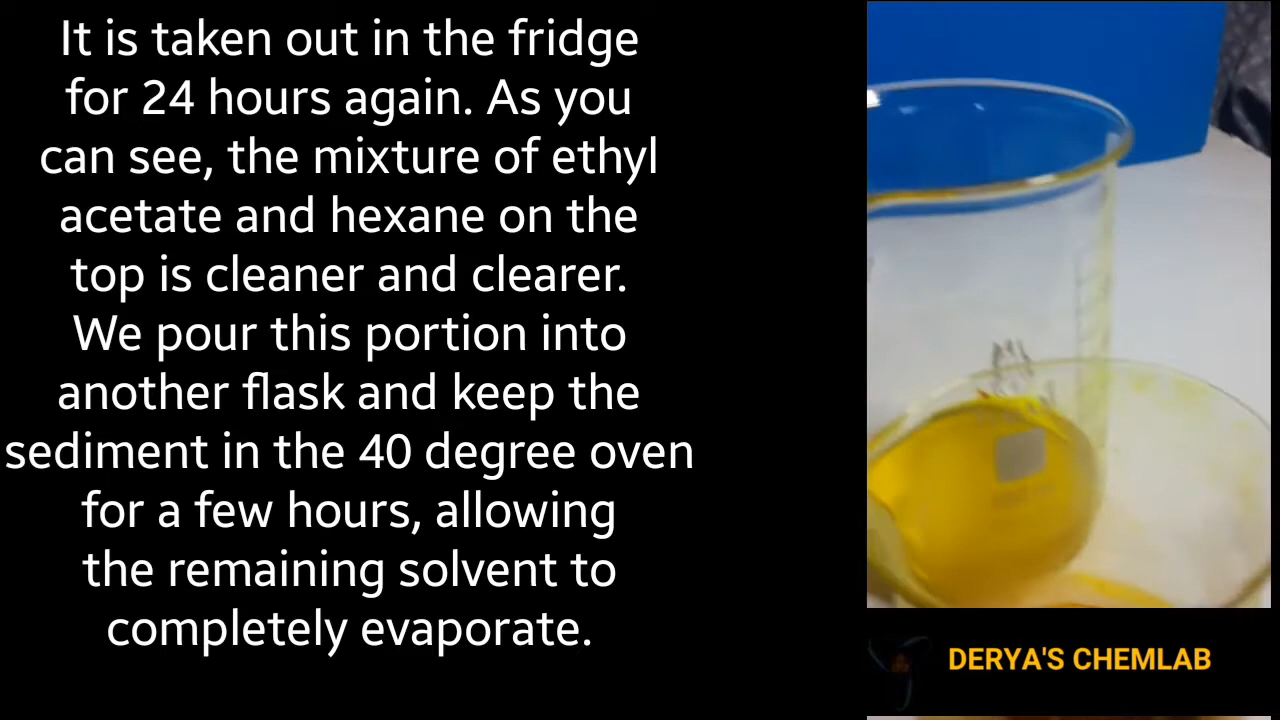 It is taken out in the fridge
for 24 hours again. As you
can see, the mixture of ethyl
acetate and hexane on the
top is cleaner and clearer.
We pour this portion into
another flask and keep the
sediment in the 40 degree oven
for a few hours, allowing
the remaining solvent to
completely evaporate.
DERYA'S CHEMLAB